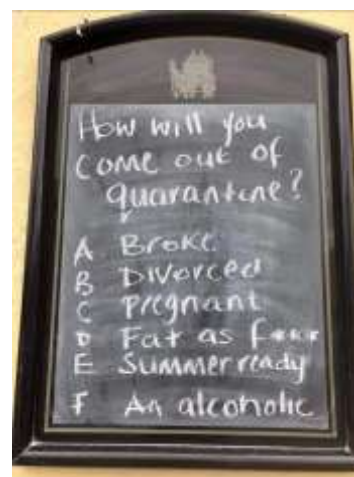 How will you
come out of
quarantine?
A Broke
B Divorced
C Pregnant
D Fat as f***
E Summer ready
F An alcoholic